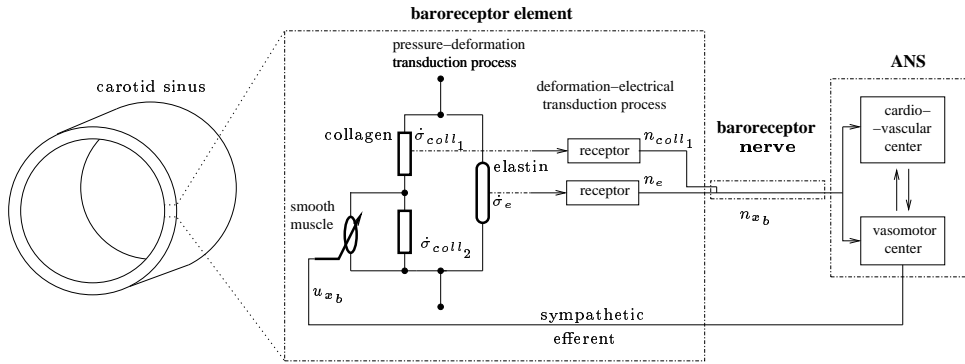 baroreceptor element
pressure–deformation
transduction process
ANS
carotid sinus
deformation–electrical
transduction process
cardio–
–vascular
center
collagen
σ̇coll1
receptor
ncoll1
baroreceptor
nerve
elastin
σ̇e
receptor
ne
nxb
smooth
muscle
σ̇coll2
vasomotor
center
uxb
sympathetic
efferent